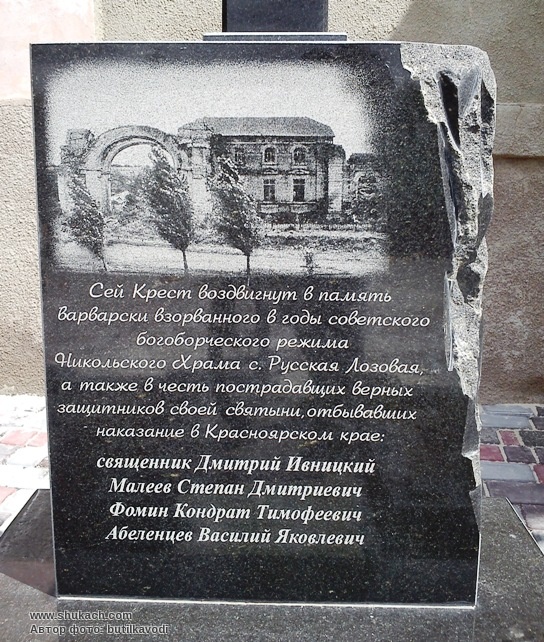 Сей Крест воздвигнут в память
варварски взорванного в годы советского
богоборческого режима
Никольского Храма с. Русская Лозовая,
а также в честь пострадавших верных
защитников своей святыни, отбывавших
наказание в Красноярском крае:
священник Дмитрий Ивницкий
Малеев Степан Дмитриевич
Фомин Кондрат Тимофеевич
Абеленцев Василий Яковлевич
www.shukach.com
Автор фото: butilkavodi